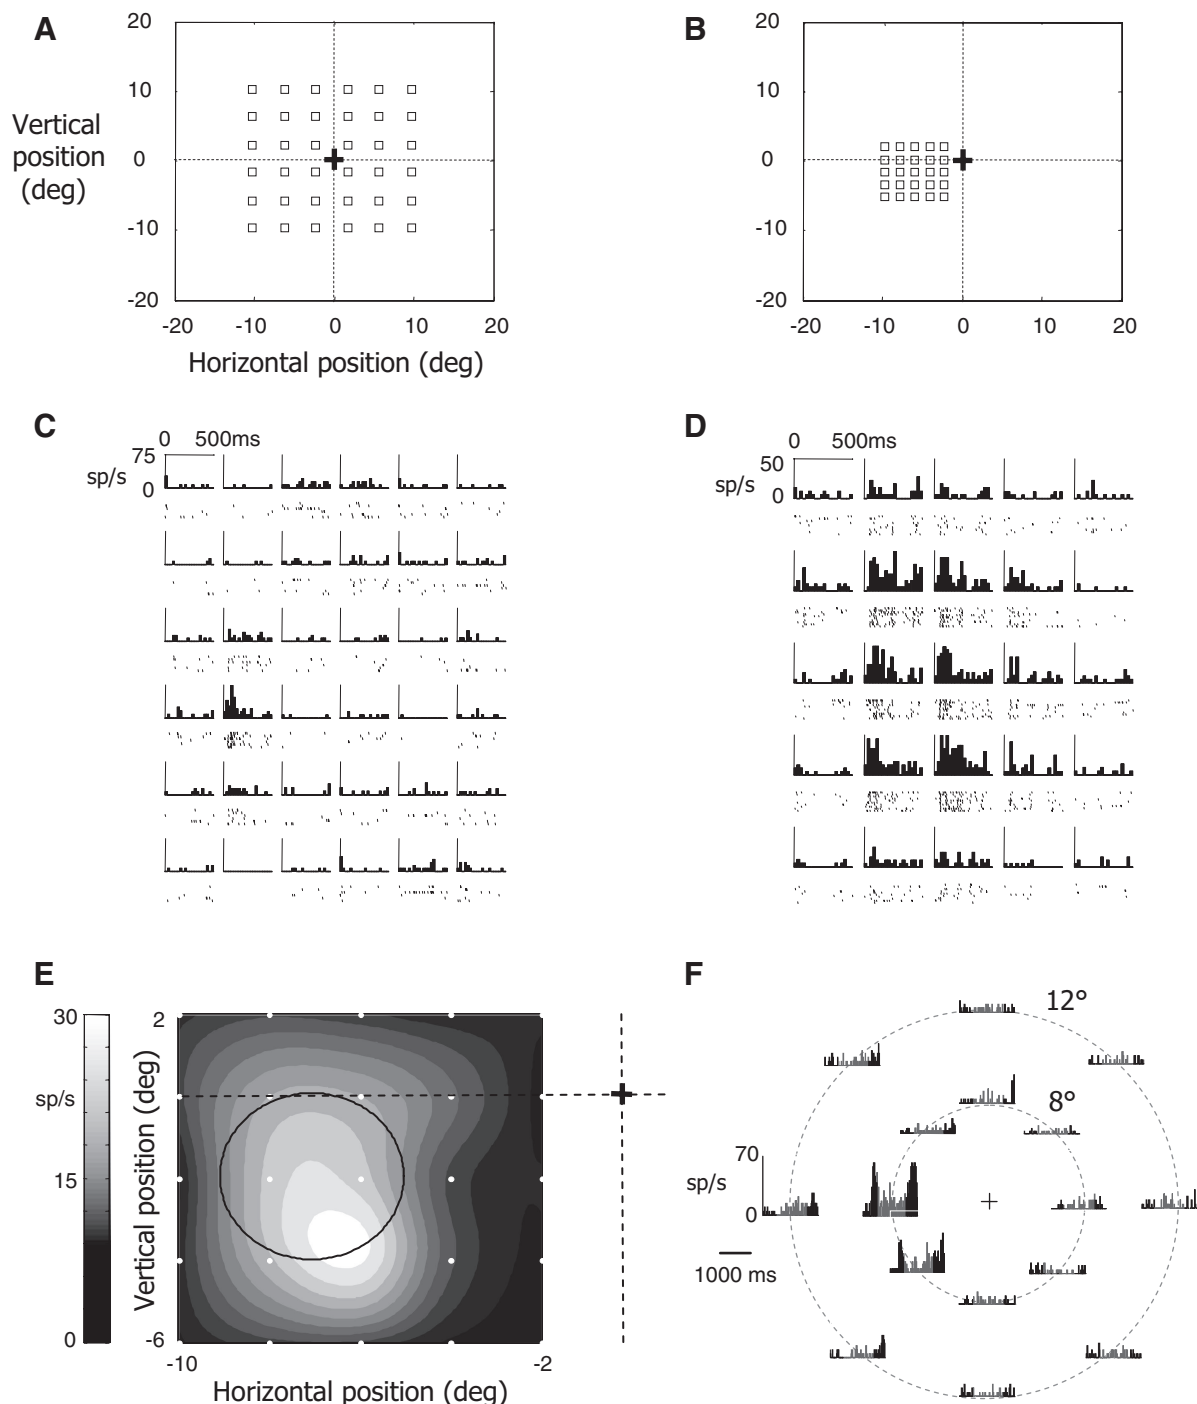 A
20
10
0
-10
-20
-20 -10 0 10 20
Vertical
position
(deg)
Horizontal position (deg)
B
20
10
0
-10
-20
-20 -10 0 10 20
C
0 500ms
75
sp/s
0
D
0 500ms
50
sp/s
0
E
30
sp/s
15
0
Vertical position (deg)
2
-6
-10 -2
Horizontal position (deg)
F
12°
8°
70
sp/s
0
1000 ms